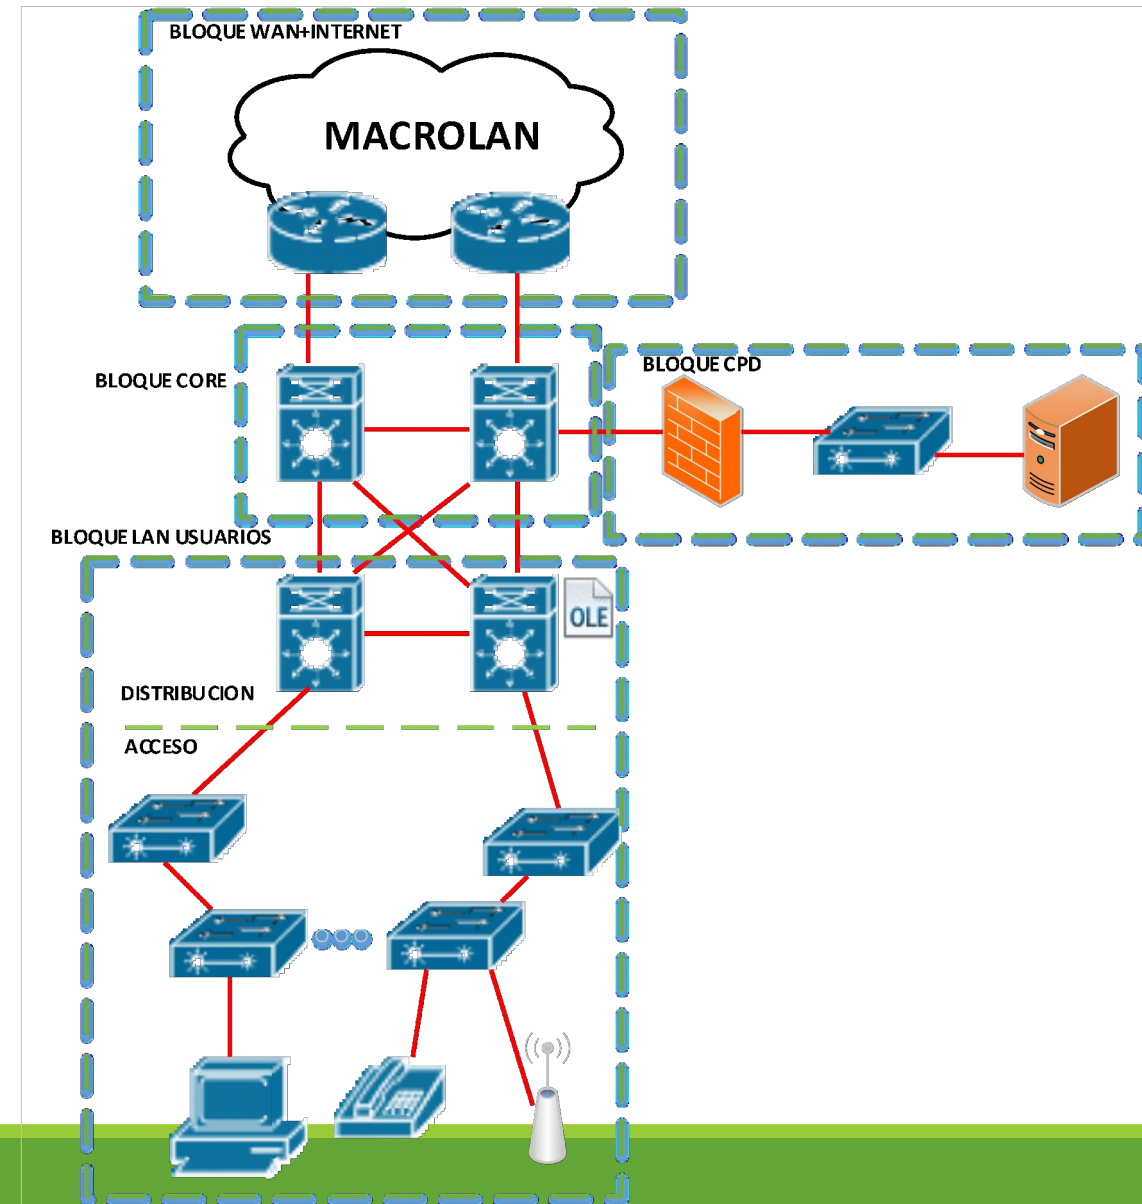 BLOQUE WAN+INTERNET
MACROLAN
BLOQUE CORE
BLOQUE CPD
BLOQUE LAN USUARIOS
OLE
DISTRIBUCION
ACCESO